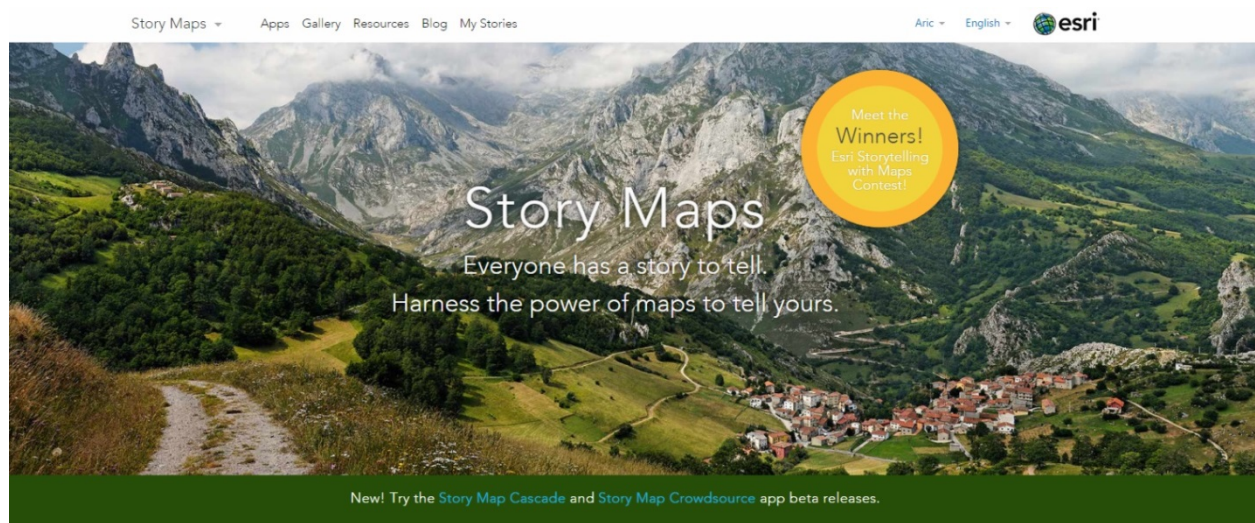 Story Maps Apps Gallery Resources Blog My Stories Aric English esri
Meet the
Winners!
Esri Storytelling
with Maps
Contest!
Story Maps
Everyone has a story to tell.
Harness the power of maps to tell yours.
New! Try the Story Map Cascade and Story Map Crowdsource app beta releases.